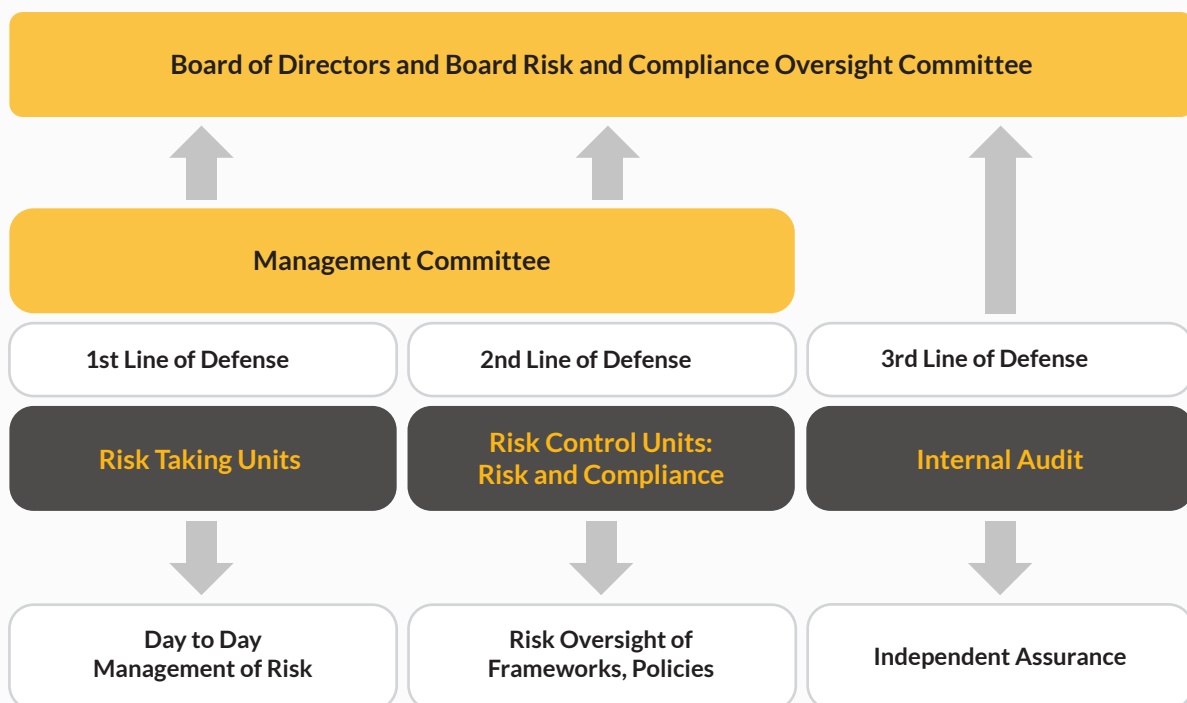 Board of Directors and Board Risk and Compliance Oversight Committee
Management Committee
1st Line of Defense
2nd Line of Defense
3rd Line of Defense
Risk Taking Units
Risk Control Units:
Risk and Compliance
Internal Audit
Day to Day
Management of Risk
Risk Oversight of
Frameworks, Policies
Independent Assurance